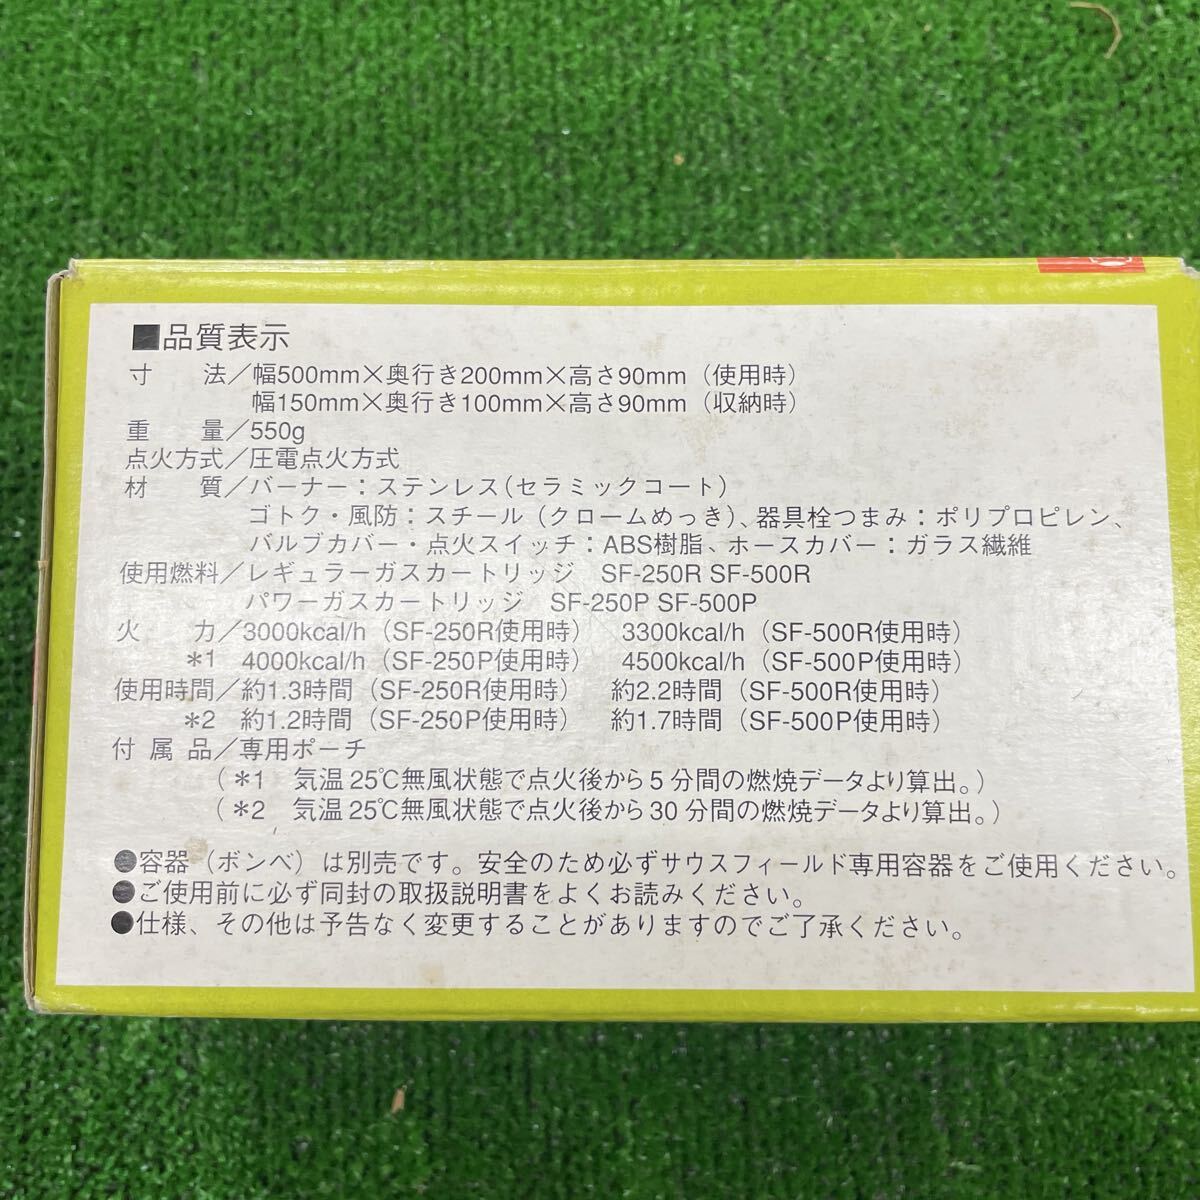 ■品質表示
寸　法／幅500mm×奥行き200mm×高さ90mm（使用時）
幅150mm×奥行き100mm×高さ90mm（収納時）
重　量／550g
点火方式／圧電点火方式
材　質／バーナー：ステンレス（セラミックコート）
ゴトク・風防：スチール（クロームめっき）、器具栓つまみ：ポリプロピレン、
バルブカバー・点火スイッチ：ABS樹脂、ホースカバー：ガラス繊維
使用燃料／レギュラーガスカートリッジ　SF-250R SF-500R
パワーガスカートリッジ　SF-250P SF-500P
火　力／3000kcal/h（SF-250R使用時）　3300kcal/h（SF-500R使用時）
＊1　4000kcal/h（SF-250P使用時）　4500kcal/h（SF-500P使用時）
使用時間／約1.3時間（SF-250R使用時）　約2.2時間（SF-500R使用時）
＊2　約1.2時間（SF-250P使用時）　約1.7時間（SF-500P使用時）
付属品／専用ポーチ
（＊1　気温25℃無風状態で点火後から5分間の燃焼データより算出。）
（＊2　気温25℃無風状態で点火後から30分間の燃焼データより算出。）
●容器（ボンベ）は別売です。安全のため必ずサウスフィールド専用容器をご使用ください。
●ご使用前に必ず同封の取扱説明書をよくお読みください。
●仕様、その他は予告なく変更することがありますのでご了承ください。